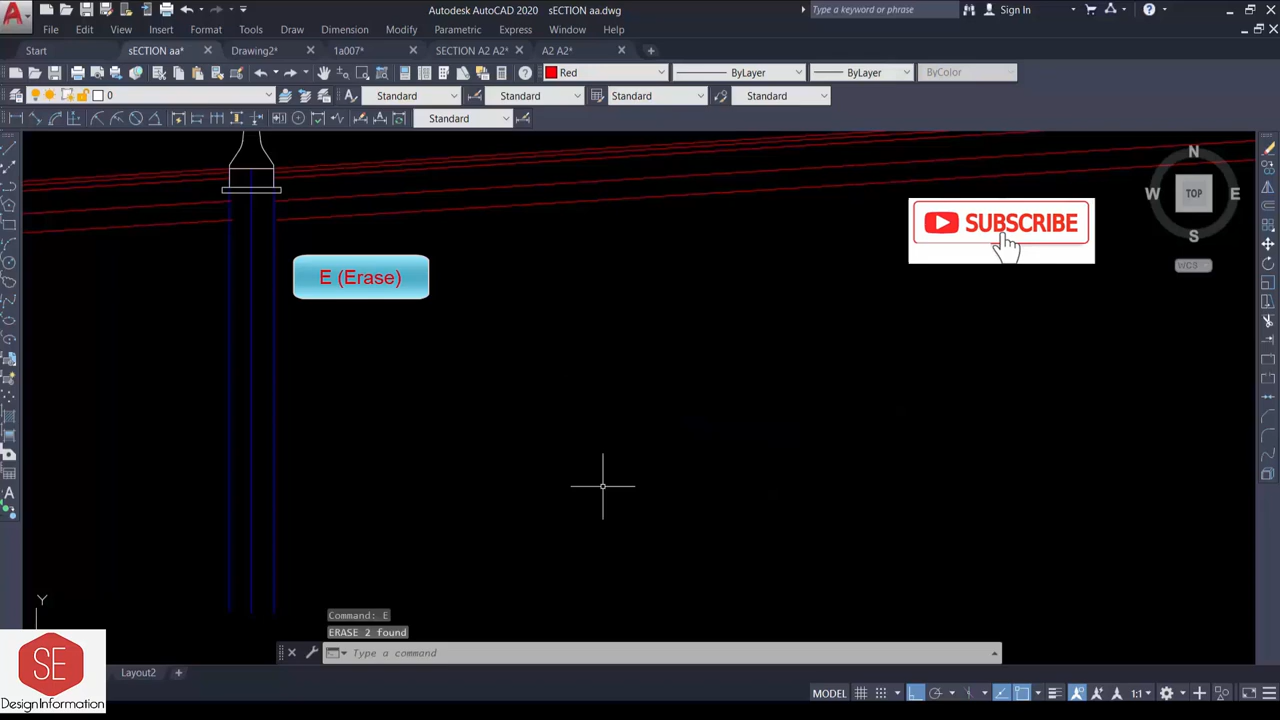 Autodesk AutoCAD 2020 sECTION aa.dwg
Type a keyword or phrase
Sign In
File Edit View Insert Format Tools Draw Dimension Modify Parametric Express Window Help
Start sECTION aa* Drawing2* 1a007* SECTION A2 A2* A2 A2*
Red ByLayer ByLayer ByColor
0 Standard Standard Standard Standard
Standard
N
W TOP E
S
WCS
SUBSCRIBE
E (Erase)
Y
Command: E
ERASE 2 found
Type a command
SE
Design Information
Layout2
MODEL 1:1